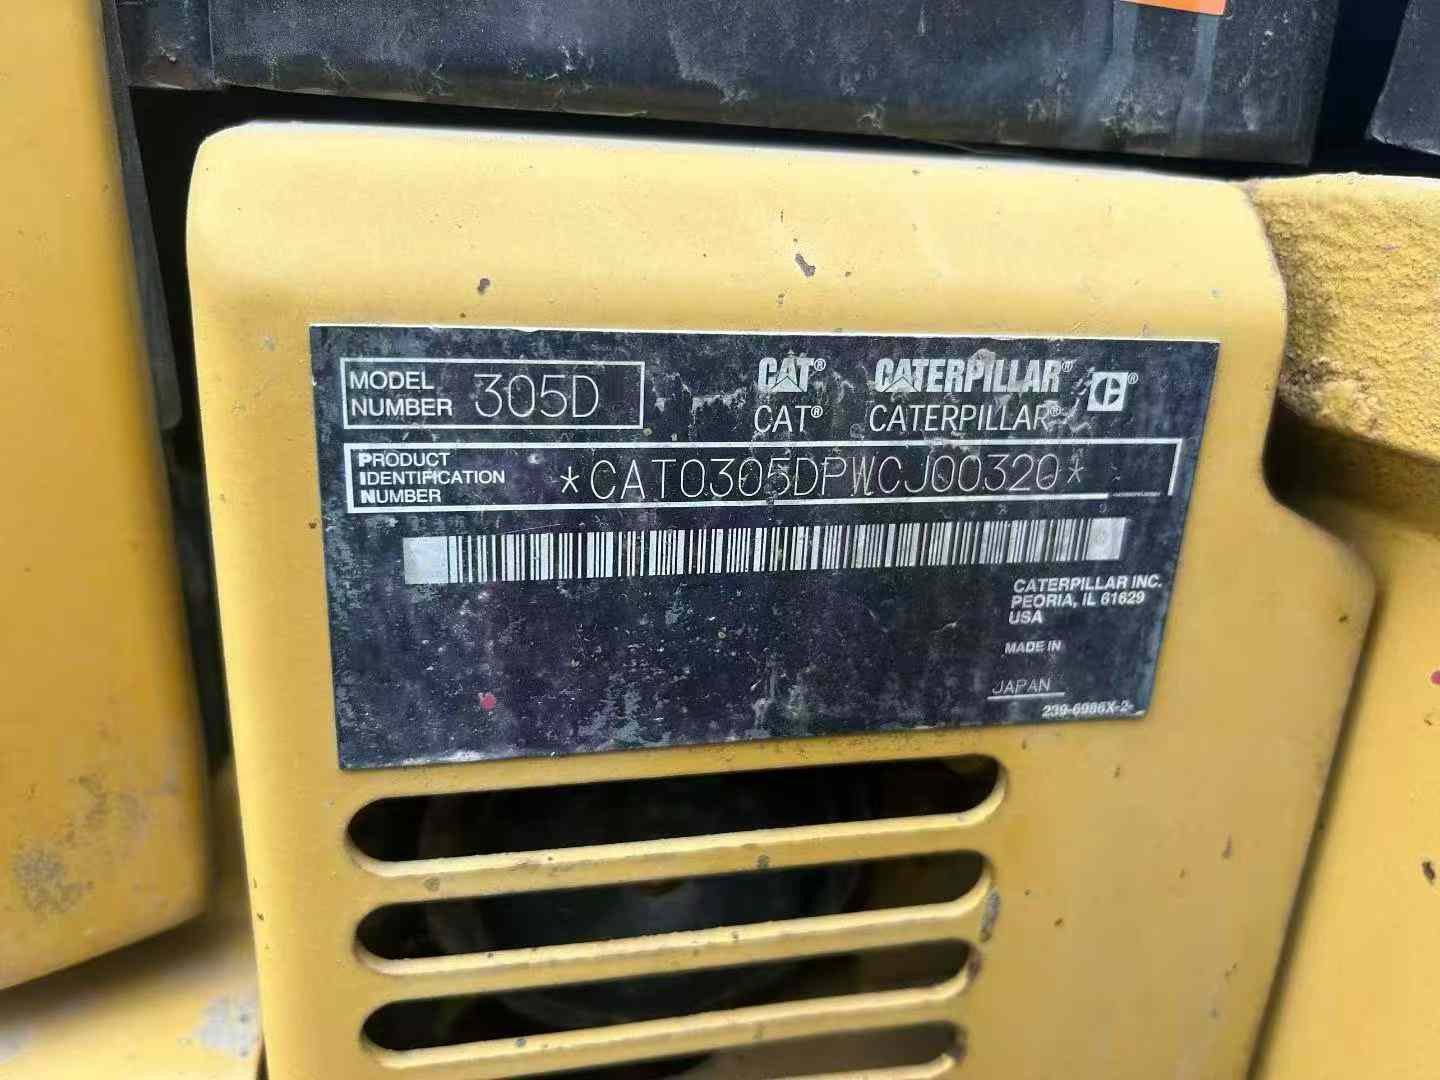 MODEL NUMBER 305D
CAT® CATERPILLAR®
CAT® CATERPILLAR®
PRODUCT
IDENTIFICATION
NUMBER
*CAT0305DPWCJ00320*
CATERPILLAR INC.
PEORIA, IL 61629
USA
MADE IN
JAPAN
239-6986X-2